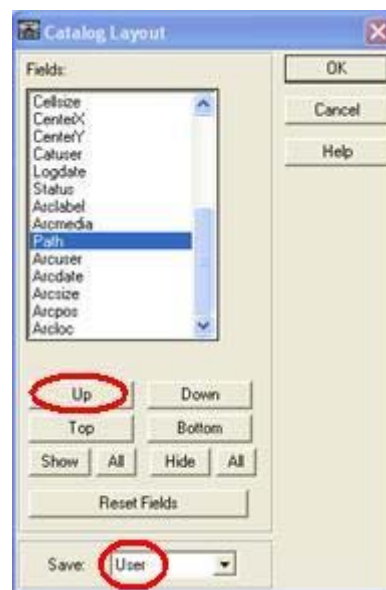 Catalog Layout
Fields:
Cellsize
CenterX
CenterY
Catuser
Logdate
Status
Arclabel
Arcmedia
Path
Arcuser
Arcdate
Arcsize
Arcpos
Arcloc
OK
Cancel
Help
Up Down
Top Bottom
Show All Hide All
Reset Fields
Save: User